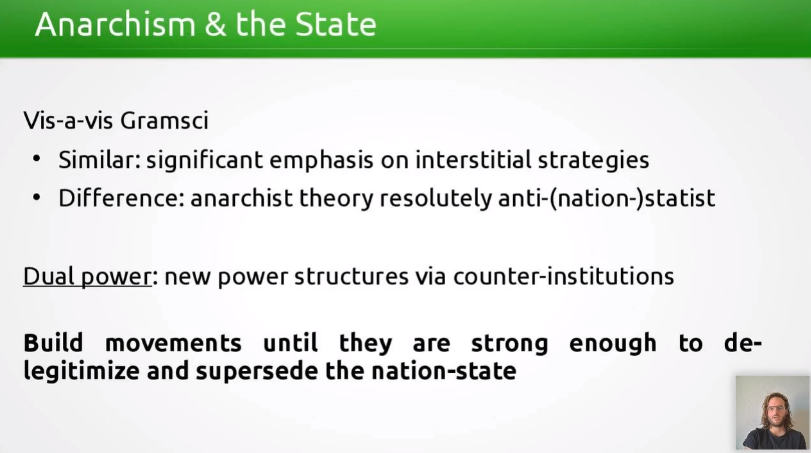 Anarchism & the State
Vis-a-vis Gramsci
• Similar: significant emphasis on interstitial strategies
• Difference: anarchist theory resolutely anti-(nation-)statist
Dual power: new power structures via counter-institutions
Build movements until they are strong enough to de-
legitimize and supersede the nation-state